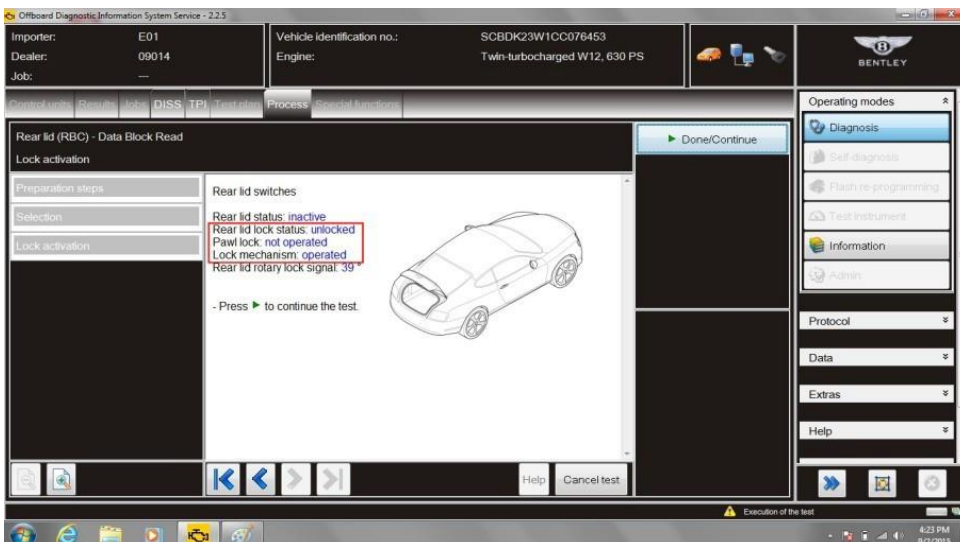 Offboard Diagnostic Information System Service - 2.2.5
Importer: E01
Dealer: 09014
Job: ---
Vehicle identification no.: SCBDK23W1CC076453
Engine: Twin-turbocharged W12, 630 PS
BENTLEY
Control units Results Jobs DISS TPI Test plan Process Special functions
Rear lid (RBC) - Data Block Read
Lock activation
Preparation steps
Selection
Lock activation
Rear lid switches
Rear lid status: inactive
Rear lid lock status: unlocked
Pawl lock: not operated
Lock mechanism: operated
Rear lid rotary lock signal: 39 °
- Press ► to continue the test.
► Done/Continue
Operating modes
Diagnosis
Self-diagnosis
Flash re-programming
Test Instrument
Information
Admin
Protocol
Data
Extras
Help
Help
Cancel test
Execution of the test
4:23 PM
9/2/2015